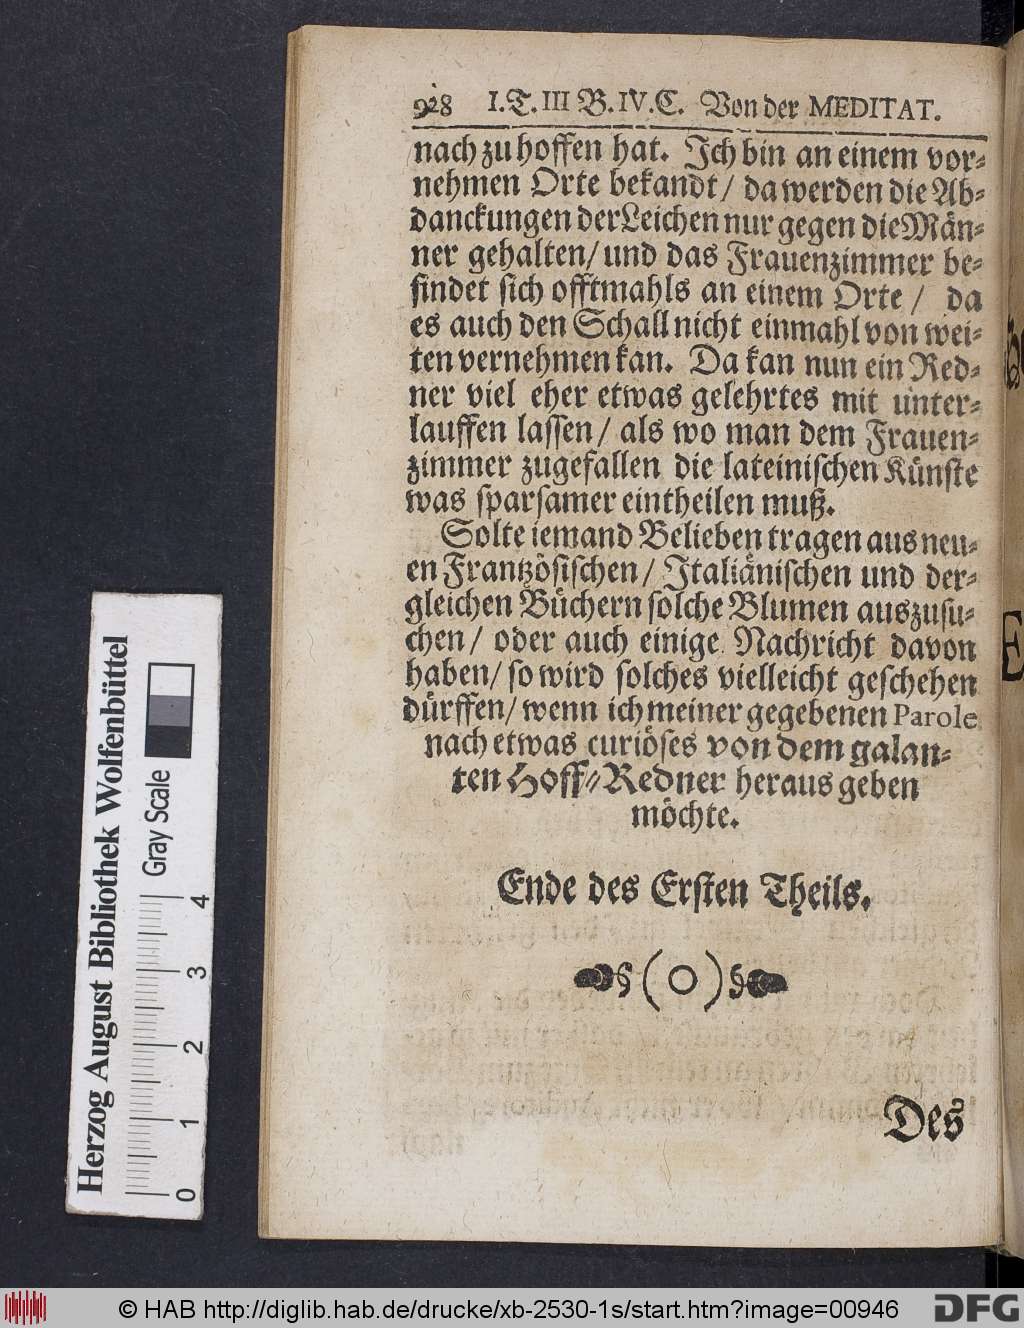 928 I.T.III B.IV.C. Von der MEDITAT.
nach zu hoffen hat. Ich bin an einem vor⸗
nehmen Orte bekandt/ da werden die Ab⸗
danckungen der Leichen nur gegen die Män⸗
ner gehalten/ und das Frauenzimmer be⸗
findet sich offtmahls an einem Orte/ da
es auch den Schall nicht einmahl von wei⸗
ten vernehmen kan. Da kan nun ein Red⸗
ner viel eher etwas gelehrtes mit unter⸗
lauffen lassen/ als wo man dem Frauen⸗
zimmer zugefallen die lateinischen Künste
was sparsamer eintheilen muß.
Solte iemand Belieben tragen aus neu⸗
en Frantzösischen/ Italiänischen und der⸗
gleichen Büchern solche Blumen auszusu⸗
chen/ oder auch einige Nachricht davon
haben/ so wird solches vielleicht geschehen
dürffen/ wenn ich meiner gegebenen Parole
nach etwas curiöses von dem galan⸗
ten Hoff⸗Redner heraus geben
möchte.
Ende des Ersten Theils.
Des
Herzog August Bibliothek Wolfenbüttel
Gray Scale
0 1 2 3 4
© HAB http://diglib.hab.de/drucke/xb-2530-1s/start.htm?image=00946
DFG